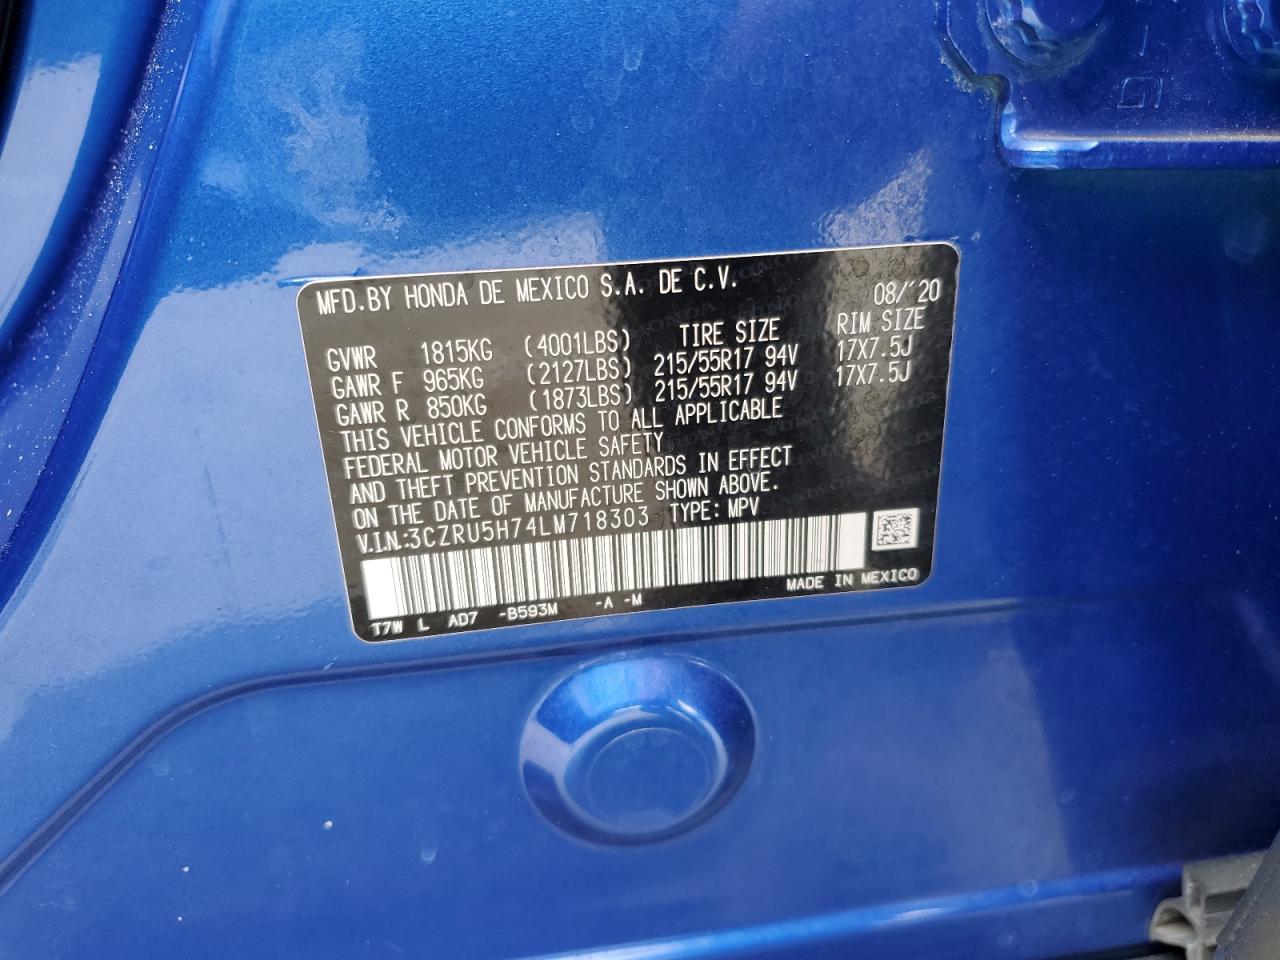 MFD.BY HONDA DE MEXICO S.A. DE C.V. 08/'20
TIRE SIZE RIM SIZE
GVWR 1815KG (4001LBS)
GAWR F 965KG (2127LBS) 215/55R17 94V 17X7.5J
GAWR R 850KG (1873LBS) 215/55R17 94V 17X7.5J
THIS VEHICLE CONFORMS TO ALL APPLICABLE
FEDERAL MOTOR VEHICLE SAFETY
AND THEFT PREVENTION STANDARDS IN EFFECT
ON THE DATE OF MANUFACTURE SHOWN ABOVE.
V.I.N.:3CZRU5H74LM718303 TYPE: MPV
MADE IN MEXICO
T7W L AD7 -B593M -A -M